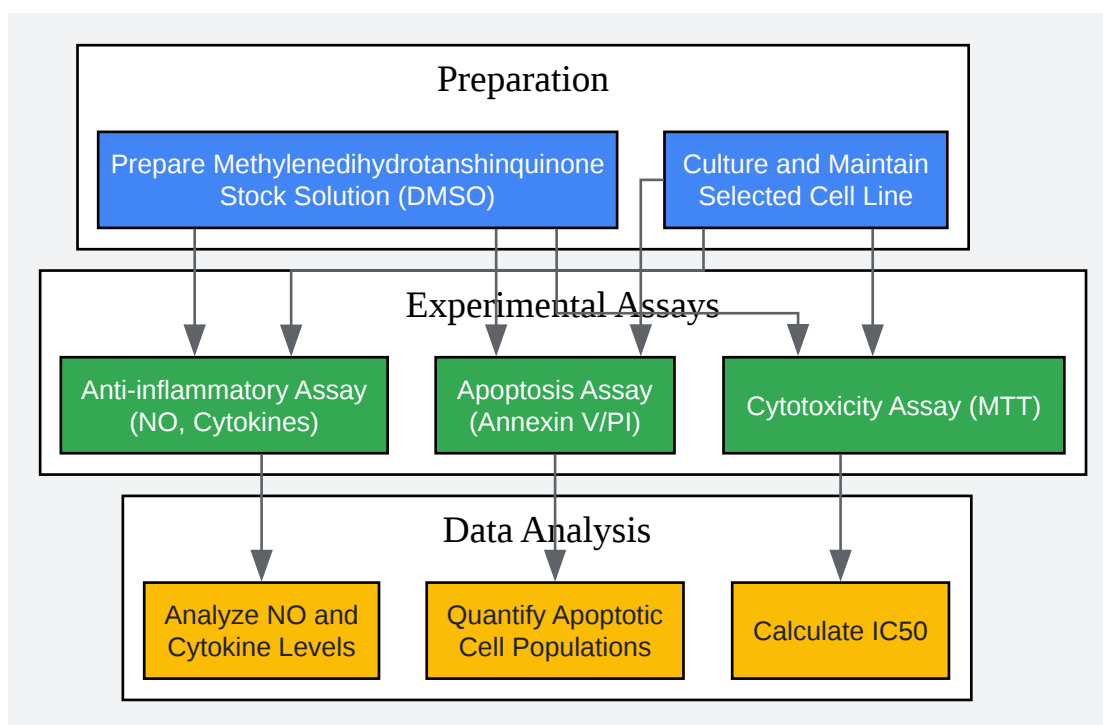 Preparation
Prepare Methylenedihydrotanshinquinone
Stock Solution (DMSO)
Culture and Maintain
Selected Cell Line
Experimental Assays
Anti-inflammatory Assay
(NO, Cytokines)
Apoptosis Assay
(Annexin V/PI)
Cytotoxicity Assay (MTT)
Data Analysis
Analyze NO and
Cytokine Levels
Quantify Apoptotic
Cell Populations
Calculate IC50